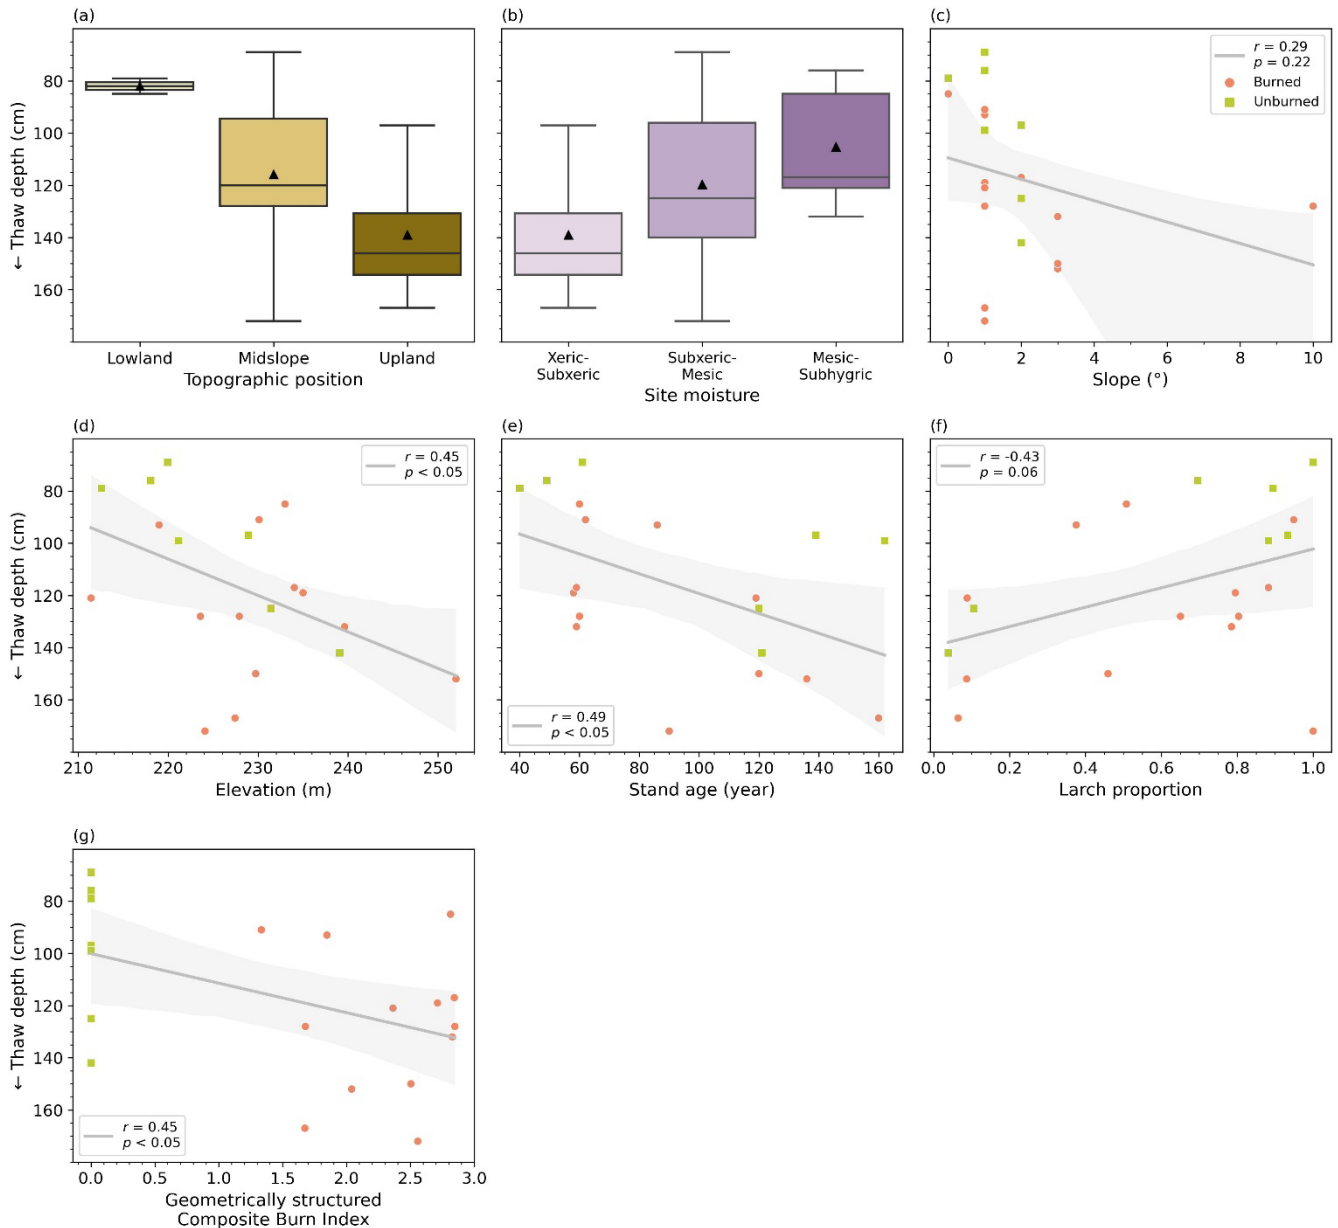 (a)
← Thaw depth (cm)
80
100
120
140
160
Lowland
Midslope
Upland
Topographic position
(b)
Xeric-
Subxeric
Subxeric-
Mesic
Mesic-
Subhygric
Site moisture
(c)
r = 0.29
p = 0.22
Burned
Unburned
0 2 4 6 8 10
Slope (°)
(d)
← Thaw depth (cm)
80
100
120
140
160
r = 0.45
p < 0.05
210 220 230 240 250
Elevation (m)
(e)
r = 0.49
p < 0.05
40 60 80 100 120 140 160
Stand age (year)
(f)
r = -0.43
p = 0.06
0.0 0.2 0.4 0.6 0.8 1.0
Larch proportion
(g)
← Thaw depth (cm)
80
100
120
140
160
r = 0.45
p < 0.05
0.0 0.5 1.0 1.5 2.0 2.5 3.0
Geometrically structured
Composite Burn Index